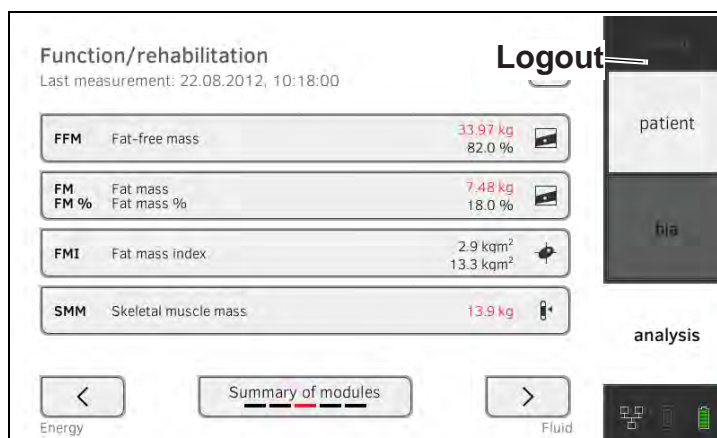 Function/rehabilitation
Last measurement: 22.08.2012, 10:18:00
Logout
patient
bia
analysis
FFM Fat-free mass 33.97 kg
82.0 %
FM Fat mass 7.48 kg
FM % Fat mass % 18.0 %
FMI Fat mass index 2.9 kgm²
13.3 kgm²
SMM Skeletal muscle mass 13.9 kg
Summary of modules
Energy
Fluid